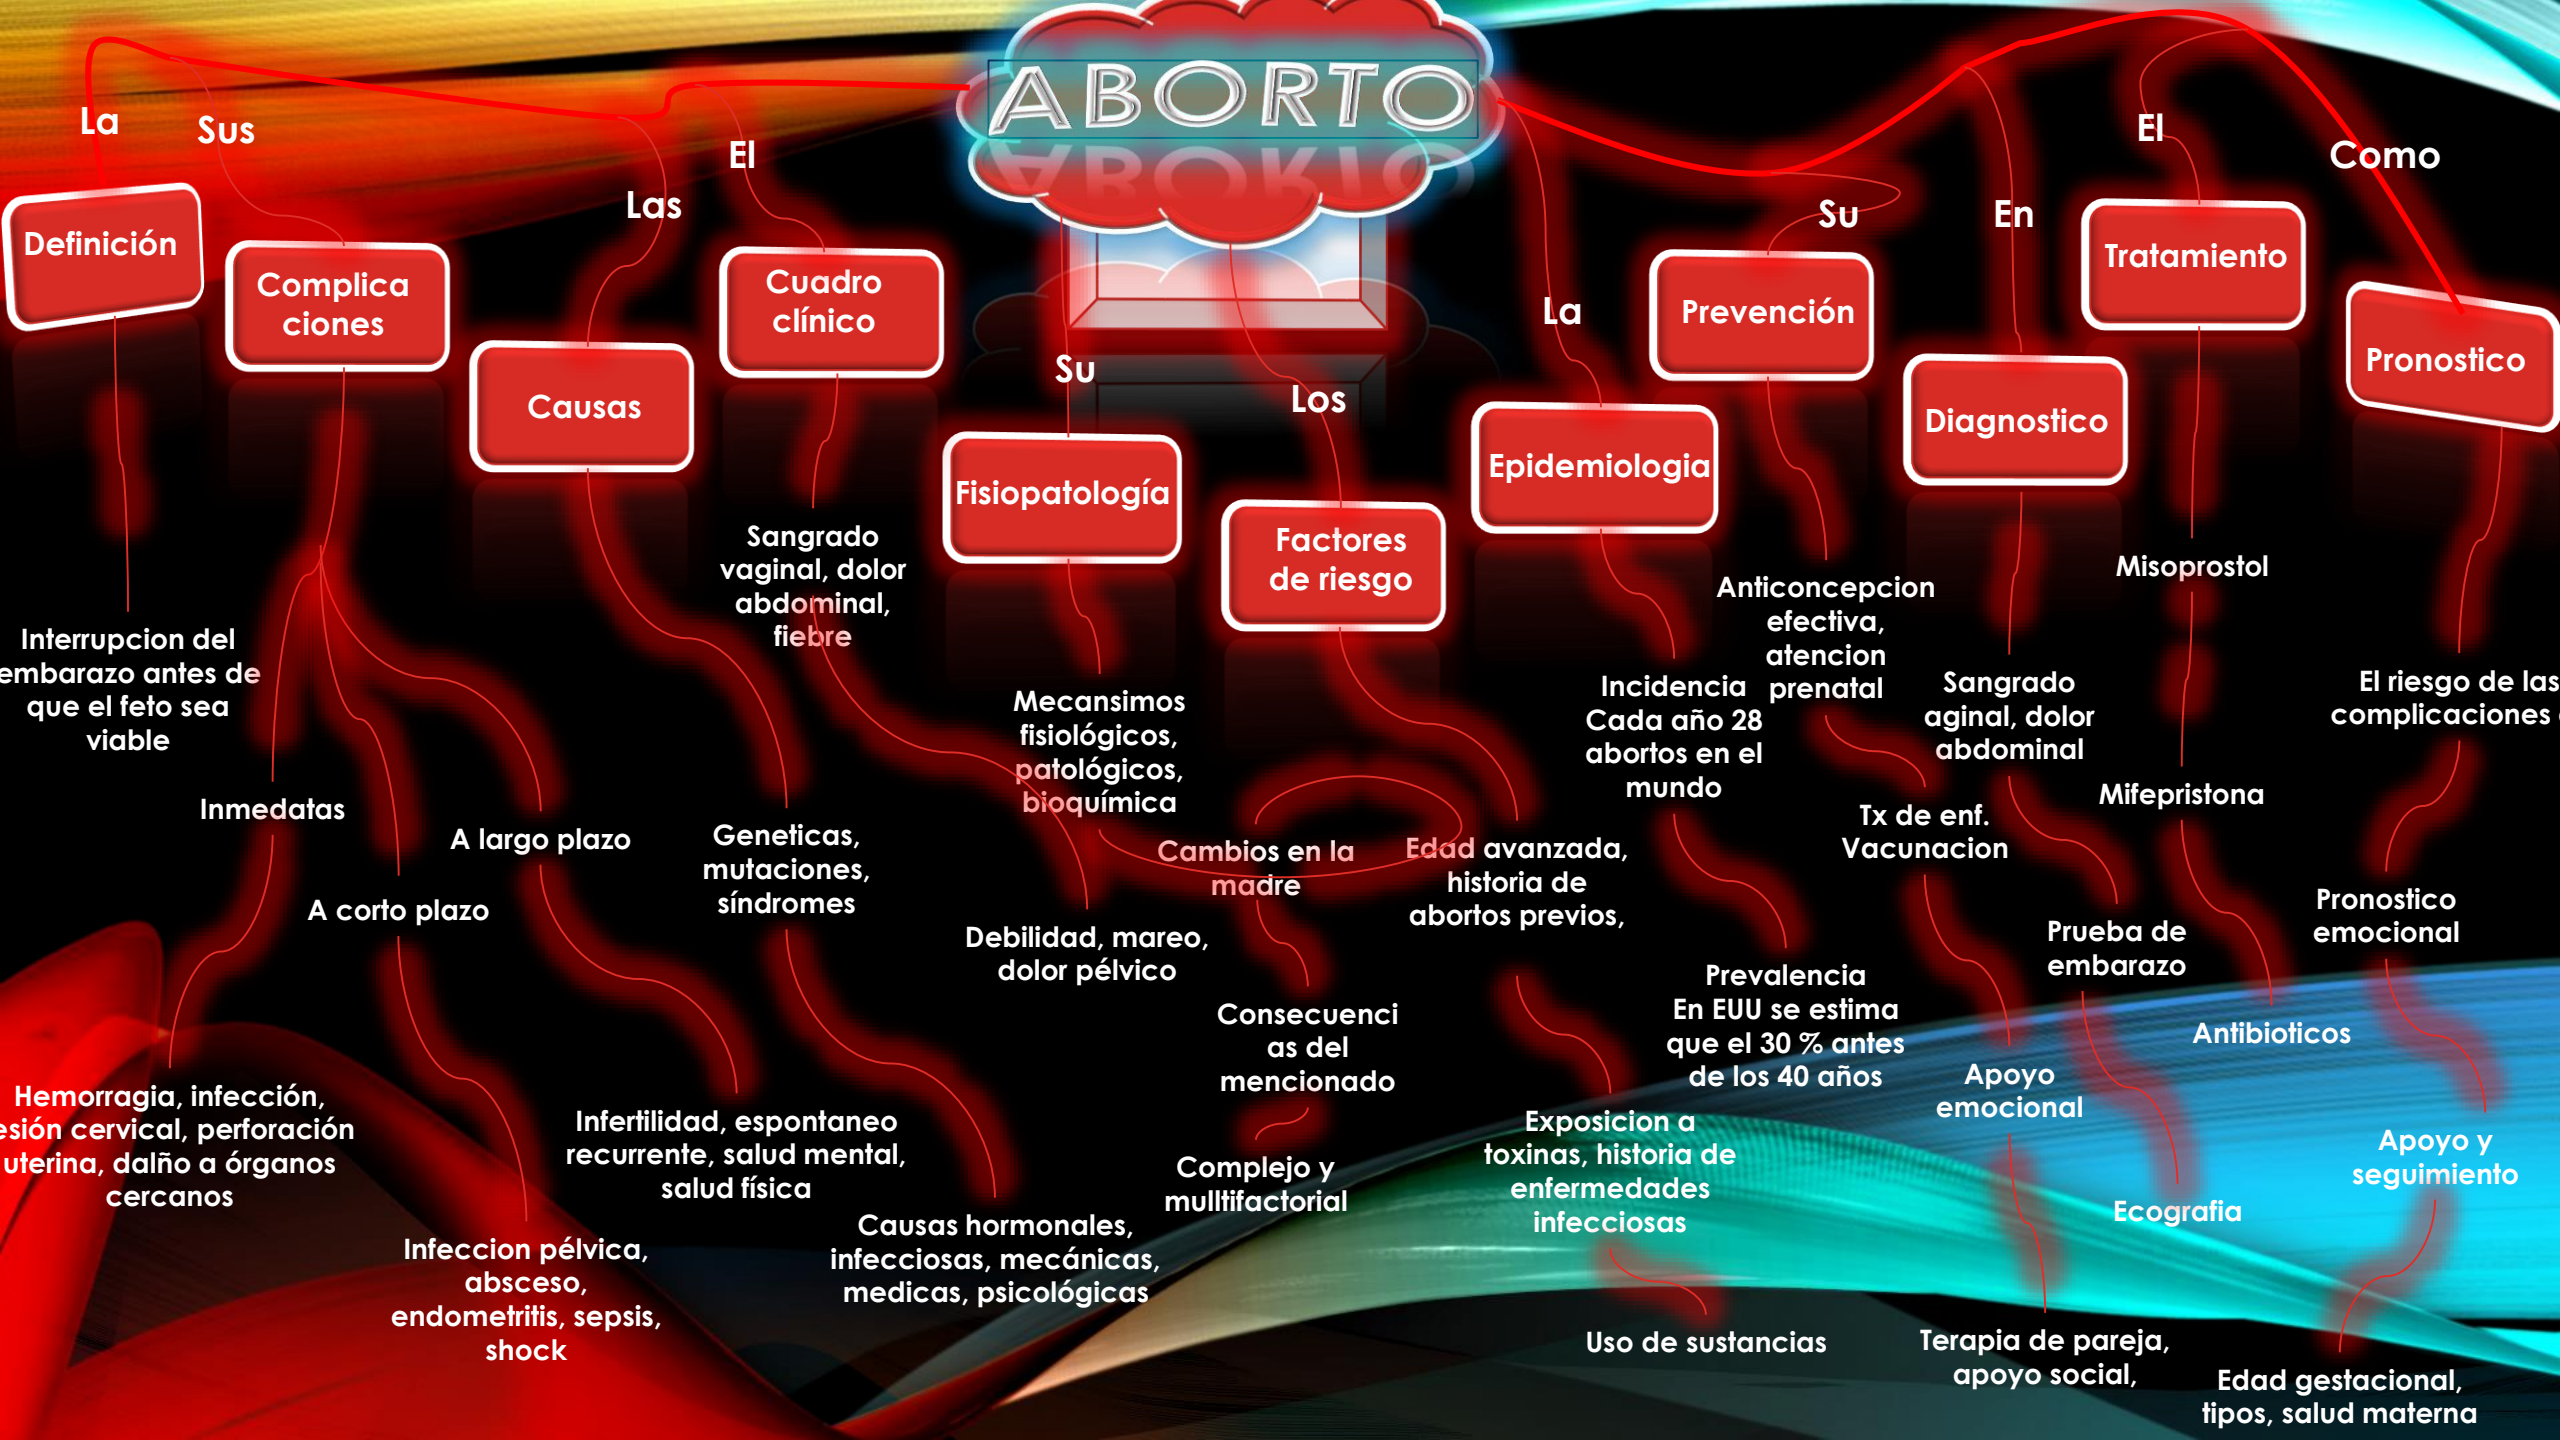 ABORTO
La
Definición
Interrupcion del
embarazo antes de
que el feto sea
viable
Sus
Complica
ciones
Inmedatas
Hemorragia, infección,
esión cervical, perforación
uterina, dalño a órganos
cercanos
A corto plazo
Infeccion pélvica,
absceso,
endometritis, sepsis,
shock
A largo plazo
Infertilidad, espontaneo
recurrente, salud mental,
salud física
Las
Causas
Geneticas,
mutaciones,
síndromes
Causas hormonales,
infecciosas, mecánicas,
medicas, psicológicas
El
Cuadro
clínico
Sangrado
vaginal, dolor
abdominal,
fiebre
Debilidad, mareo,
dolor pélvico
Su
Fisiopatología
Mecansimos
fisiológicos,
patológicos,
bioquímica
Cambios en la
madre
Consecuenci
as del
mencionado
Complejo y
mulltifactorial
Los
Factores
de riesgo
Edad avanzada,
historia de
abortos previos,
Exposicion a
toxinas, historia de
enfermedades
infecciosas
Uso de sustancias
La
Epidemiologia
Incidencia
Cada año 28
abortos en el
mundo
Prevalencia
En EUU se estima
que el 30 % antes
de los 40 años
Su
Prevención
Anticoncepcion
efectiva,
atencion
prenatal
Tx de enf.
Vacunacion
Apoyo
emocional
Terapia de pareja,
apoyo social,
En
Diagnostico
Sangrado
aginal, dolor
abdominal
Prueba de
embarazo
Ecografia
El
Tratamiento
Misoprostol
Mifepristona
Antibioticos
Como
Pronostico
El riesgo de las
complicaciones
Pronostico
emocional
Apoyo y
seguimiento
Edad gestacional,
tipos, salud materna